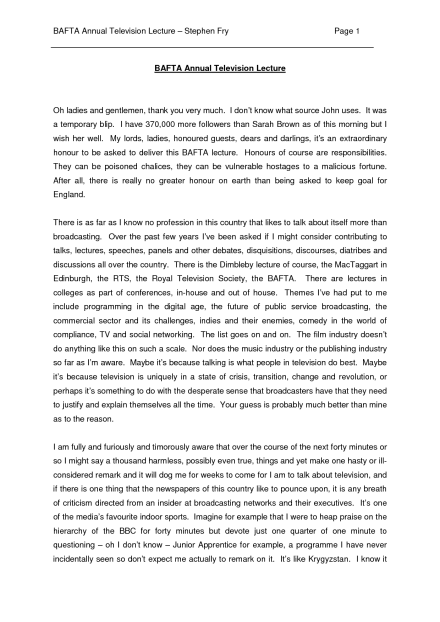 BAFTA Annual Television Lecture – Stephen Fry Page 1
BAFTA Annual Television Lecture
Oh ladies and gentlemen, thank you very much. I don't know what source John uses. It was
a temporary blip. I have 370,000 more followers than Sarah Brown as of this morning but I
wish her well. My lords, ladies, honoured guests, dears and darlings, it's an extraordinary
honour to be asked to deliver this BAFTA lecture. Honours of course are responsibilities.
They can be poisoned chalices, they can be vulnerable hostages to a malicious fortune.
After all, there is really no greater honour on earth than being asked to keep goal for
England.
There is as far as I know no profession in this country that likes to talk about itself more than
broadcasting. Over the past few years I've been asked if I might consider contributing to
talks, lectures, speeches, panels and other debates, disquisitions, discourses, diatribes and
discussions all over the country. There is the Dimbleby lecture of course, the MacTaggart in
Edinburgh, the RTS, the Royal Television Society, the BAFTA. There are lectures in
colleges as part of conferences, in-house and out of house. Themes I've had put to me
include programming in the digital age, the future of public service broadcasting, the
commercial sector and its challenges, indies and their enemies, comedy in the world of
compliance, TV and social networking. The list goes on and on. The film industry doesn't
do anything like this on such a scale. Nor does the music industry or the publishing industry
so far as I'm aware. Maybe it's because talking is what people in television do best. Maybe
it's because television is uniquely in a state of crisis, transition, change and revolution, or
perhaps it's something to do with the desperate sense that broadcasters have that they need
to justify and explain themselves all the time. Your guess is probably much better than mine
as to the reason.
I am fully and furiously and timorously aware that over the course of the next forty minutes or
so I might say a thousand harmless, possibly even true, things and yet make one hasty or ill-
considered remark and it will dog me for weeks to come for I am to talk about television, and
if there is one thing that the newspapers of this country like to pounce upon, it is any breath
of criticism directed from an insider at broadcasting networks and their executives. It's one
of the media's favourite indoor sports. Imagine for example that I were to heap praise on the
hierarchy of the BBC for forty minutes but devote just one quarter of one minute to
questioning – oh I don't know – Junior Apprentice for example, a programme I have never
incidentally seen so don't expect me actually to remark on it. It's like Krygyzstan. I know it